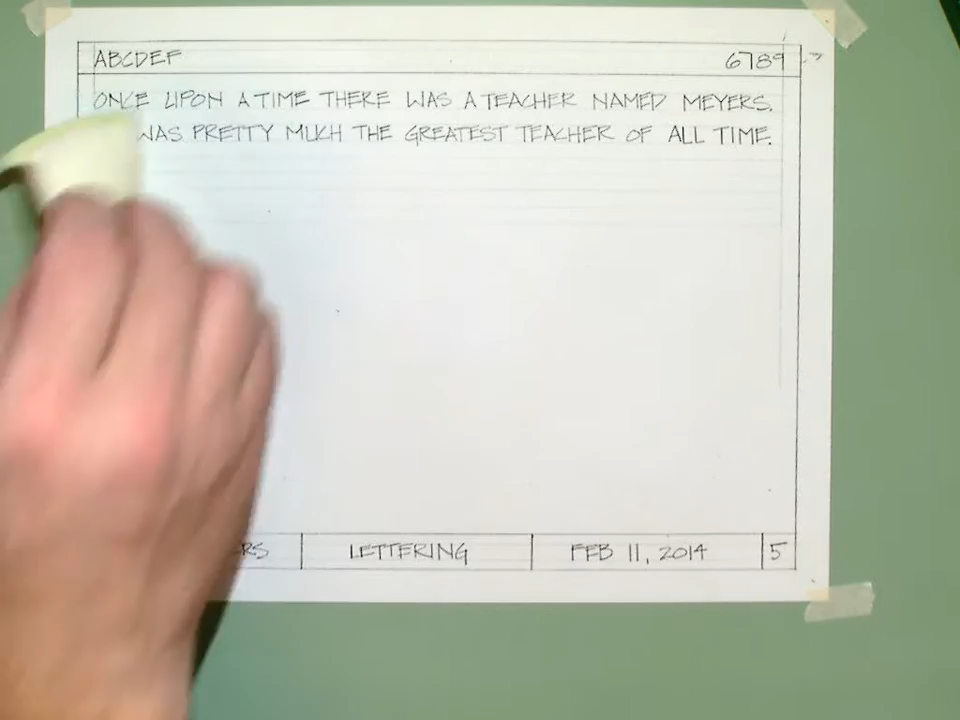 ABCDEF 6789
ONCE UPON A TIME THERE WAS A TEACHER NAMED MEYERS.
WAS PRETTY MUCH THE GREATEST TEACHER OF ALL TIME.
RS LETTERING FEB 11, 2014 5